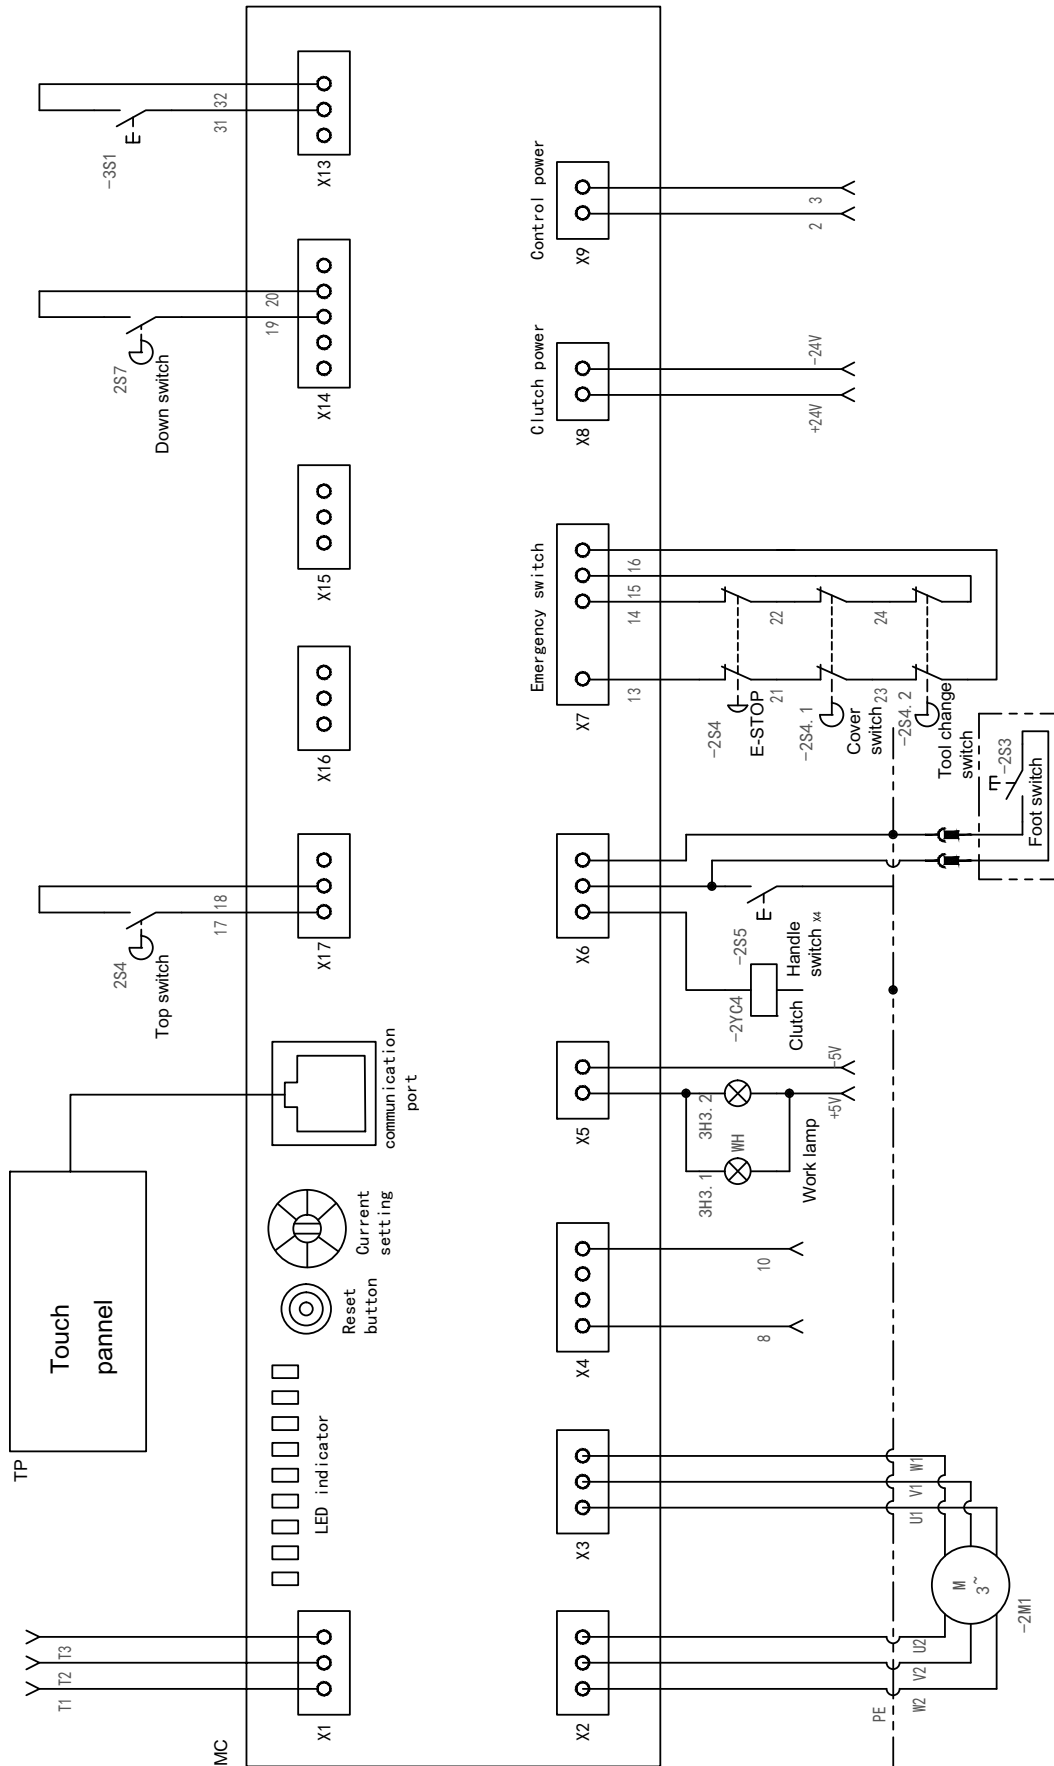 TP
Touch
pannel
MC
T1
T2
T3
X1
LED indicator
Reset
button
Current
setting
communication
port
2S4
Top switch
17
18
X17
X16
X15
2S7
Down switch
19
20
X14
-3S1
31
32
X13
X2
X3
X4
X5
X6
X7
Emergency switch
X8
Clutch power
X9
Control power
W2
V2
U2
PE
U1
V1
W1
M
3~
-2M1
8
10
3H3.1
3H3.2
WH
Work lamp
+5V
-5V
-2YC4
Clutch
-2S5
Handle
switch X4
-2S3
Foot switch
13
14
15
16
-2S4
E-STOP
21
22
-2S4.1
Cover
switch
23
24
-2S4.2
Tool change
switch
+24V
-24V
2
3